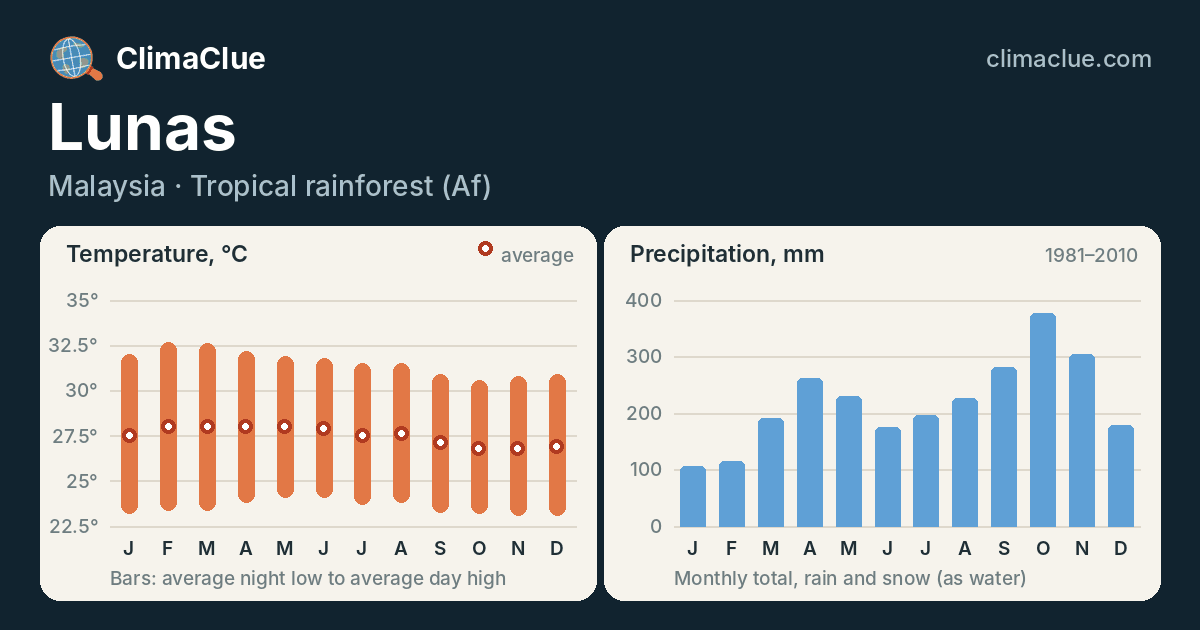 ClimaClue
climaclue.com
Lunas
Malaysia · Tropical rainforest (Af)
Temperature, °C
average
35°
32.5°
30°
27.5°
25°
22.5°
J F M A M J J A S O N D
Bars: average night low to average day high
Precipitation, mm
1981–2010
400
300
200
100
0
J F M A M J J A S O N D
Monthly total, rain and snow (as water)